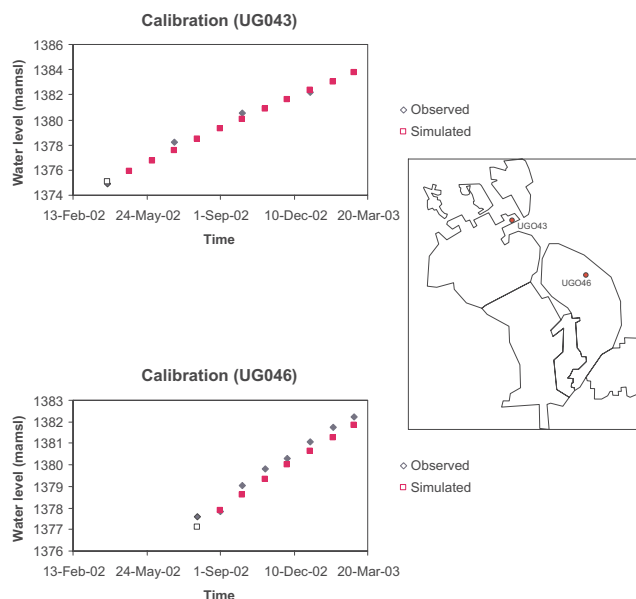 Calibration (UG043)
1386
1384
1382
1380
1378
1376
1374
Water level (mamsl)
13-Feb-02 24-May-02 1-Sep-02 10-Dec-02 20-Mar-03
Time
Observed
Simulated
UGO43
UGO46
Calibration (UG046)
1383
1382
1381
1380
1379
1378
1377
1376
Water level (mamsl)
13-Feb-02 24-May-02 1-Sep-02 10-Dec-02 20-Mar-03
Time
Observed
Simulated